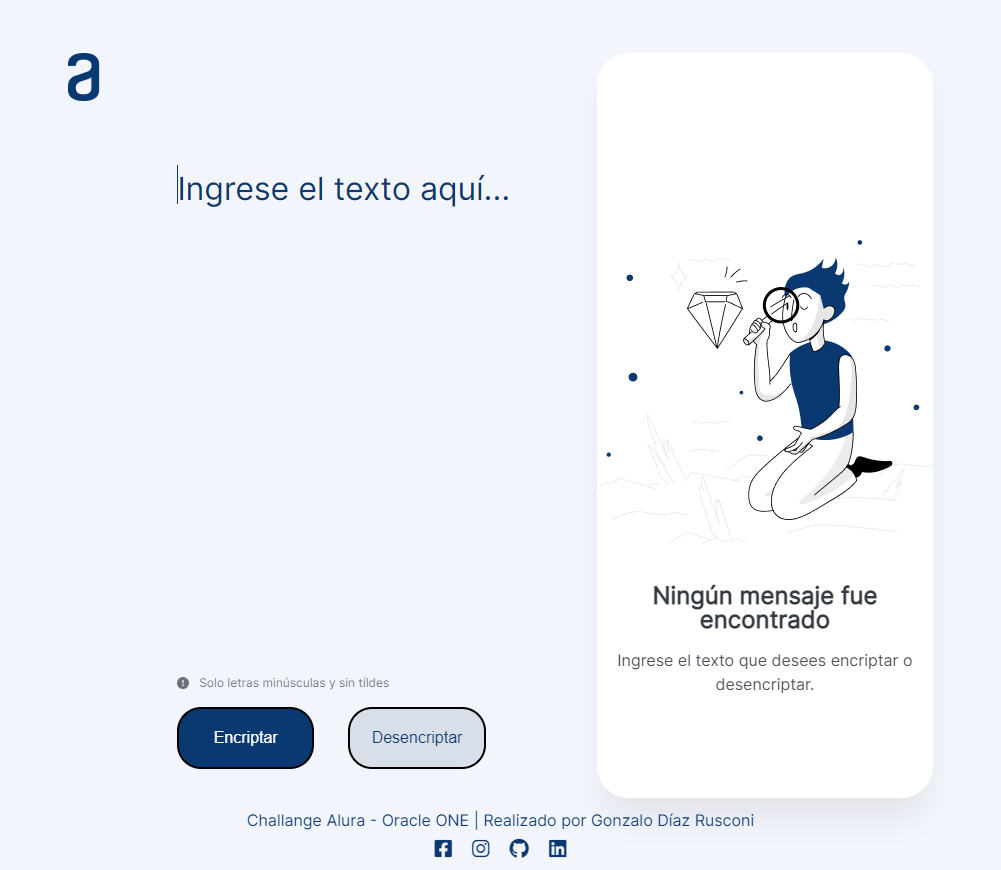 a
Ingrese el texto aquí...
Ningún mensaje fue
encontrado
Ingrese el texto que desees encriptar o
desencriptar.
Solo letras minúsculas y sin tíldes
Encriptar
Desencriptar
Challange Alura - Oracle ONE | Realizado por Gonzalo Díaz Rusconi